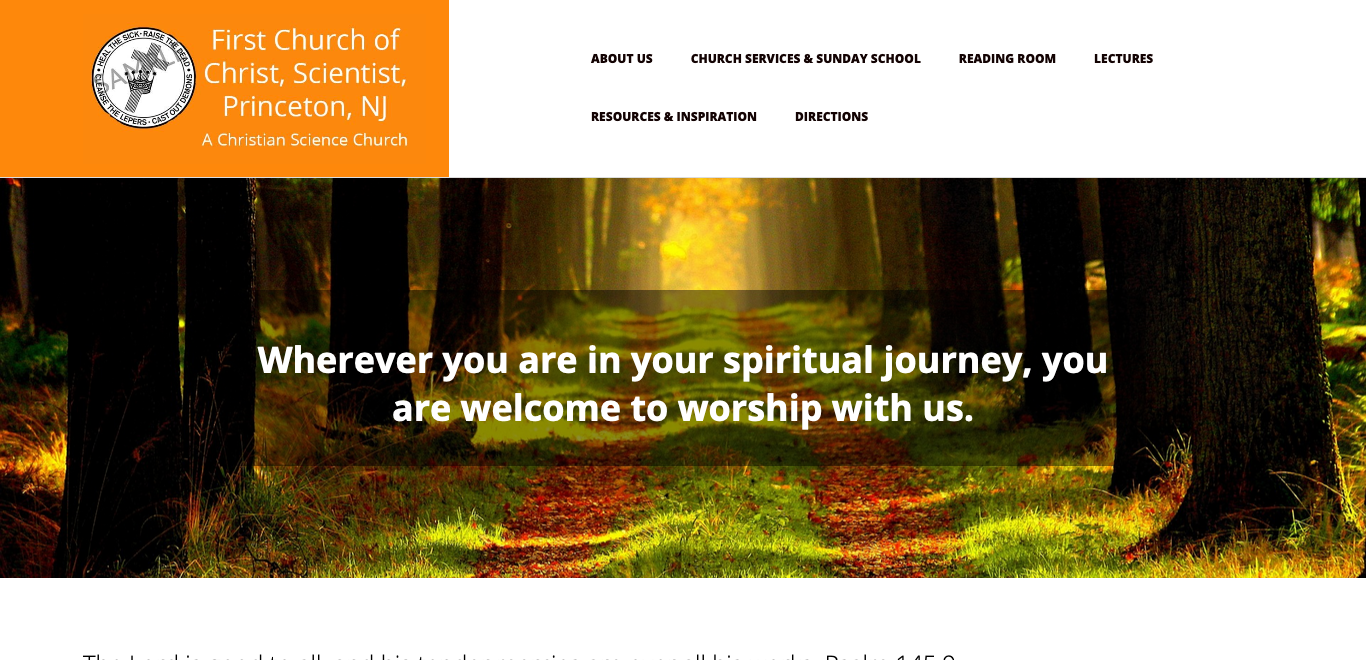 HEAL THE SICK · RAISE THE DEAD · CAST OUT DEMONS · CLEANSE THE LEPERS ·
SAMPLE
First Church of
Christ, Scientist,
Princeton, NJ
A Christian Science Church
ABOUT US
CHURCH SERVICES & SUNDAY SCHOOL
READING ROOM
LECTURES
RESOURCES & INSPIRATION
DIRECTIONS
Wherever you are in your spiritual journey, you
are welcome to worship with us.